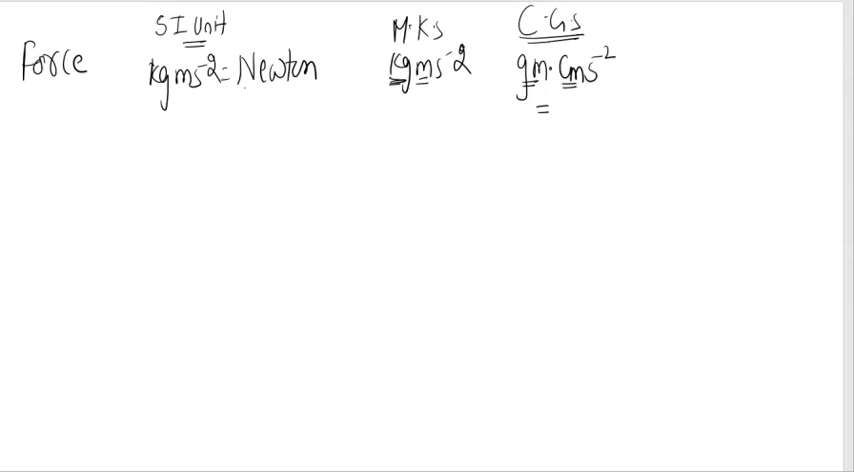 SI Unit M.K.S C.G.S
Force kgms⁻² = Newton kgms⁻² gm.cms⁻²
=